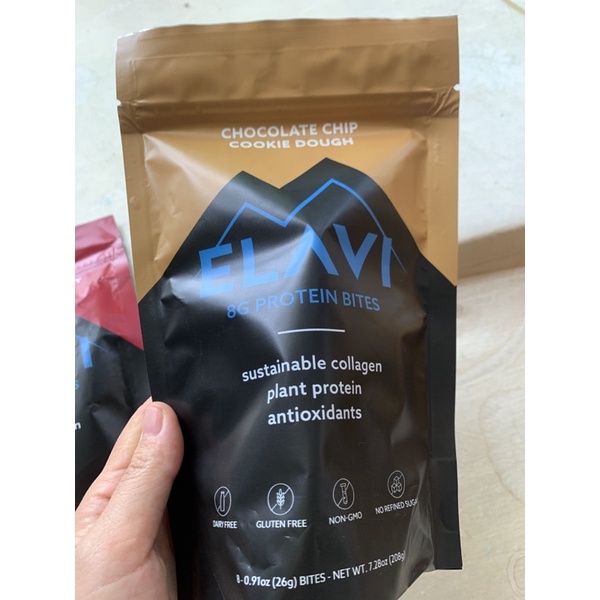 CHOCOLATE CHIP
COOKIE DOUGH
ELAVI
8G PROTEIN BITES
sustainable collagen
plant protein
antioxidants
DAIRY FREE
GLUTEN FREE
NON-GMO
NO REFINED SUGAR
8-0.91oz (26g) BITES - NET WT. 7.28oz (208g)
VI